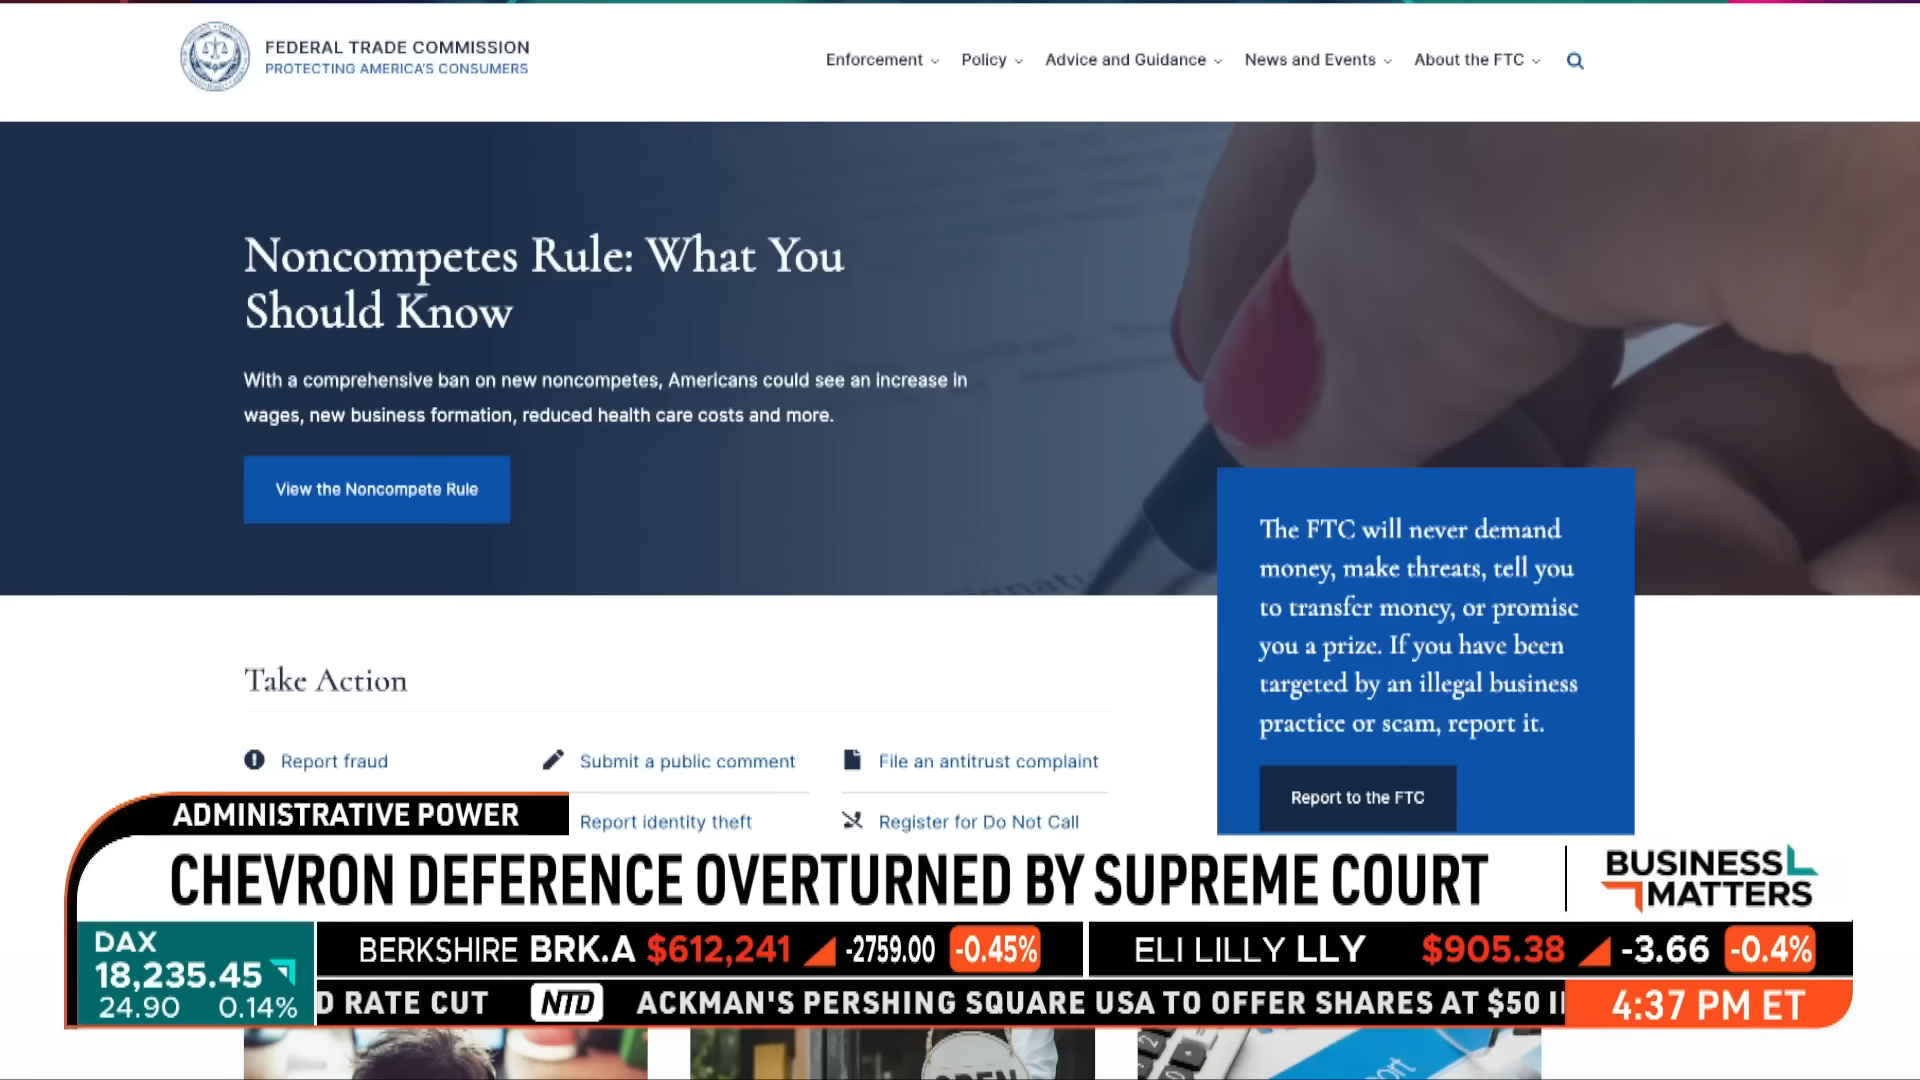 FEDERAL TRADE COMMISSION
PROTECTING AMERICA'S CONSUMERS
Enforcement
Policy
Advice and Guidance
News and Events
About the FTC
Noncompetes Rule: What You
Should Know
With a comprehensive ban on new noncompetes, Americans could see an increase in
wages, new business formation, reduced health care costs and more.
View the Noncompete Rule
The FTC will never demand
money, make threats, tell you
to transfer money, or promise
you a prize. If you have been
targeted by an illegal business
practice or scam, report it.
Report to the FTC
Take Action
Report fraud
Submit a public comment
File an antitrust complaint
Report identity theft
Register for Do Not Call
ADMINISTRATIVE POWER
CHEVRON DEFERENCE OVERTURNED BY SUPREME COURT
BUSINESS
MATTERS
DAX
18,235.45
24.90 0.14%
BERKSHIRE BRK.A $612,241 -2759.00 -0.45%
ELI LILLY LLY $905.38 -3.66 -0.4%
D RATE CUT NTD ACKMAN'S PERSHING SQUARE USA TO OFFER SHARES AT $50 I
4:37 PM ET
OPEN